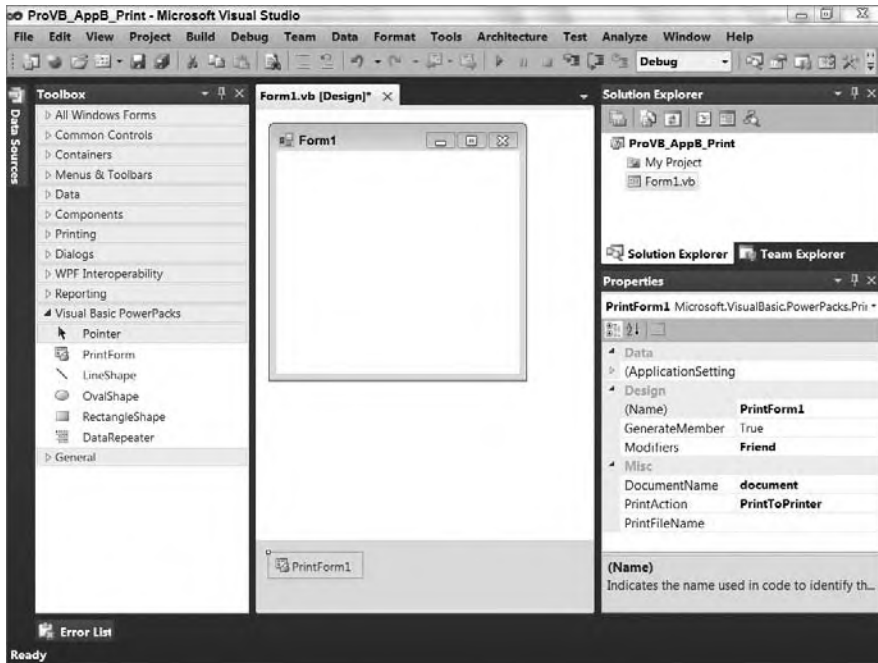 ProVB_AppB_Print - Microsoft Visual Studio
File Edit View Project Build Debug Team Data Format Tools Architecture Test Analyze Window Help
Debug
Data Sources
Toolbox
All Windows Forms
Common Controls
Containers
Menus & Toolbars
Data
Components
Printing
Dialogs
WPF Interoperability
Reporting
Visual Basic PowerPacks
Pointer
PrintForm
LineShape
OvalShape
RectangleShape
DataRepeater
General
Form1.vb [Design]*
Form1
PrintForm1
Solution Explorer
ProVB_AppB_Print
My Project
Form1.vb
Solution Explorer Team Explorer
Properties
PrintForm1 Microsoft.VisualBasic.PowerPacks.Prin
Data
(ApplicationSetting
Design
(Name) PrintForm1
GenerateMember True
Modifiers Friend
Misc
DocumentName document
PrintAction PrintToPrinter
PrintFileName
(Name)
Indicates the name used in code to identify th...
Error List
Ready